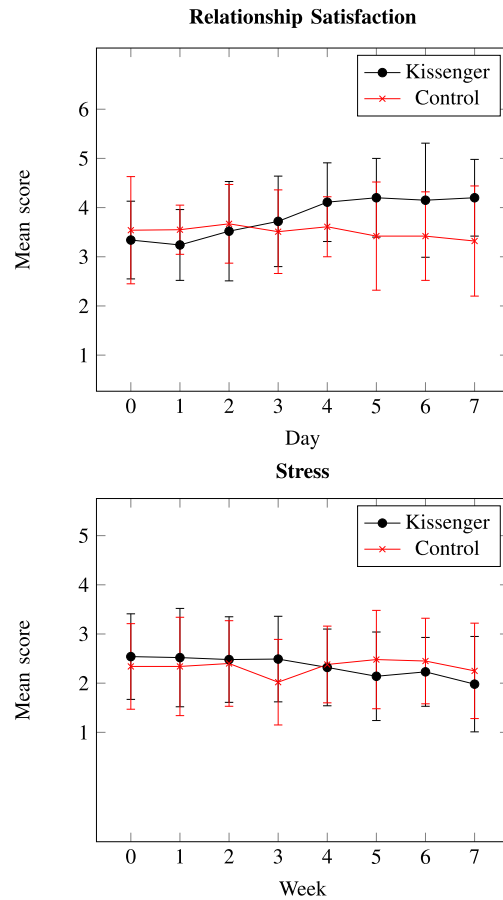 Relationship Satisfaction
Kissenger
Control
6
5
4
3
2
1
Mean score
0 1 2 3 4 5 6 7
Day
Stress
Kissenger
Control
5
4
3
2
1
Mean score
0 1 2 3 4 5 6 7
Week